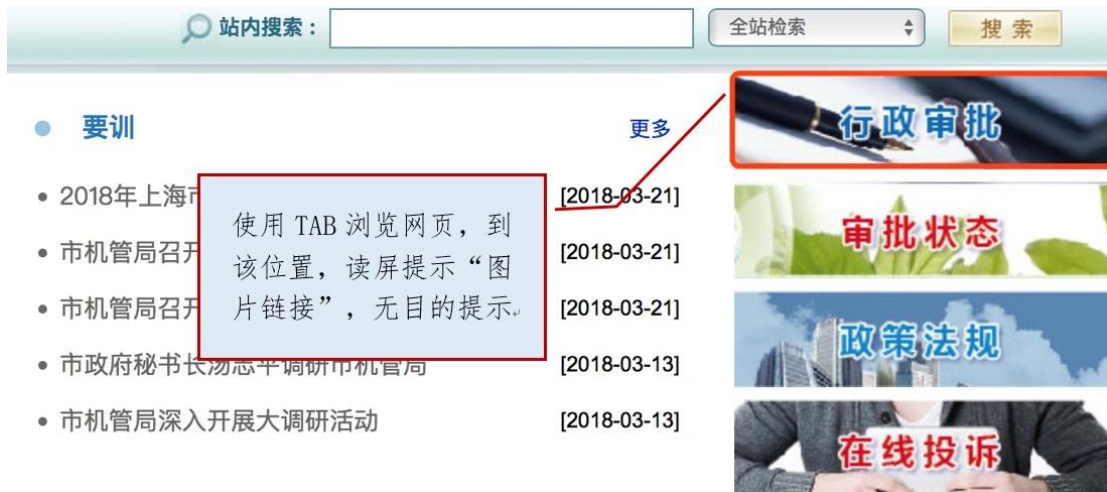 站内搜索：
全站检索
搜 索
要训
更多
2018年上海市
[2018-03-21]
市机管局召开
[2018-03-21]
市机管局召开
[2018-03-21]
市政府秘书长汤志平调研市机管局
[2018-03-13]
市机管局深入开展大调研活动
[2018-03-13]
使用 TAB 浏览网页，到
该位置，读屏提示“图
片链接”，无目的提示。
行政审批
审批状态
政策法规
在线投诉